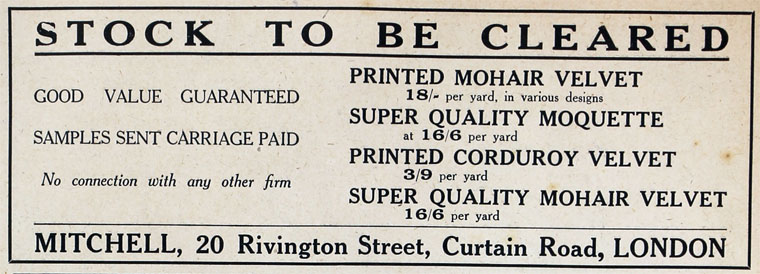 STOCK TO BE CLEARED
GOOD VALUE GUARANTEED
SAMPLES SENT CARRIAGE PAID
No connection with any other firm
PRINTED MOHAIR VELVET
18/- per yard, in various designs
SUPER QUALITY MOQUETTE
at 16/6 per yard
PRINTED CORDUROY VELVET
3/9 per yard
SUPER QUALITY MOHAIR VELVET
16/6 per yard
MITCHELL, 20 Rivington Street, Curtain Road, LONDON